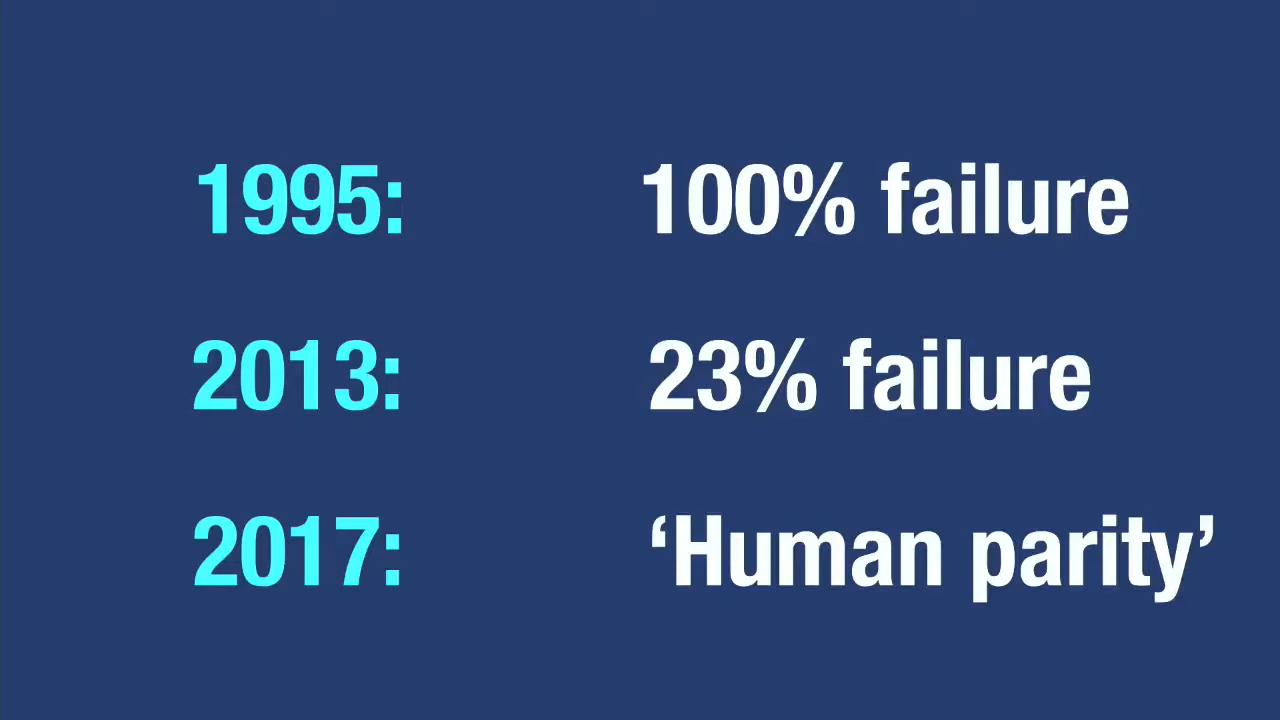 1995: 100% failure
2013: 23% failure
2017: ‘Human parity’